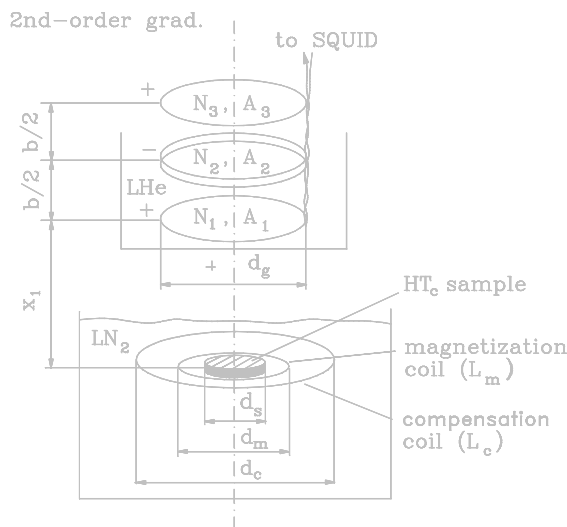 2nd-order grad.
to SQUID
+
N3, A3
b/2
−
N2, A2
b/2
LHe
+
N1, A1
+ dg
x1
HTc sample
LN2
magnetization
coil (Lm)
ds
compensation
coil (Lc)
dm
dc